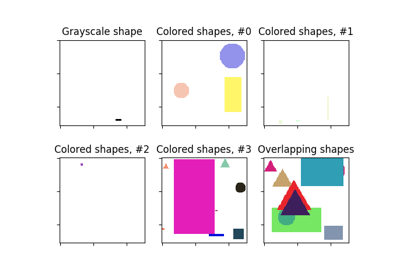 Grayscale shape
Colored shapes, #0
Colored shapes, #1
Colored shapes, #2
Colored shapes, #3
Overlapping shapes